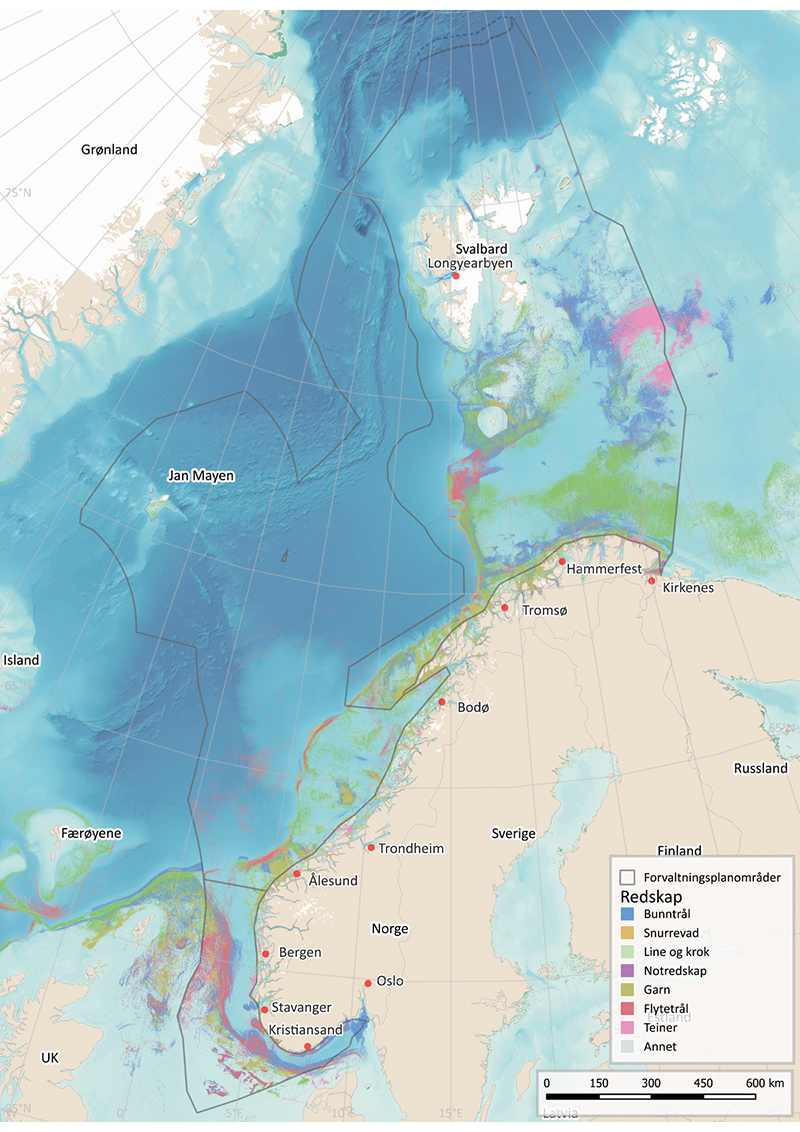 Grønland
75°N
Svalbard
Longyearbyen
Jan Mayen
Hammerfest
Kirkenes
Tromsø
Island
65°N
Bodø
Russland
Færøyene
Trondheim
Sverige
Finland
Ålesund
Norge
Bergen
Oslo
Stavanger
Kristiansand
UK
Forvaltningsplanområder
Redskap
Bunntrål
Snurrevad
Line og krok
Notredskap
Garn
Flytetrål
Estland
Teiner
Annet
0 150 300 450 600 km
0°
5°E
10°E
15°E
Latvia